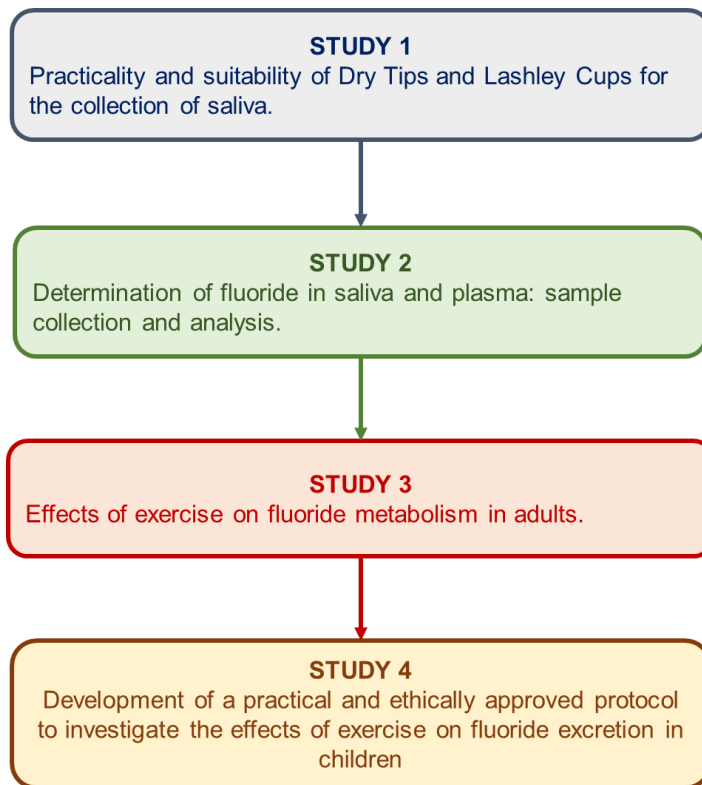 STUDY 1
Practicality and suitability of Dry Tips and Lashley Cups for
the collection of saliva.
STUDY 2
Determination of fluoride in saliva and plasma: sample
collection and analysis.
STUDY 3
Effects of exercise on fluoride metabolism in adults.
STUDY 4
Development of a practical and ethically approved protocol
to investigate the effects of exercise on fluoride excretion in
children